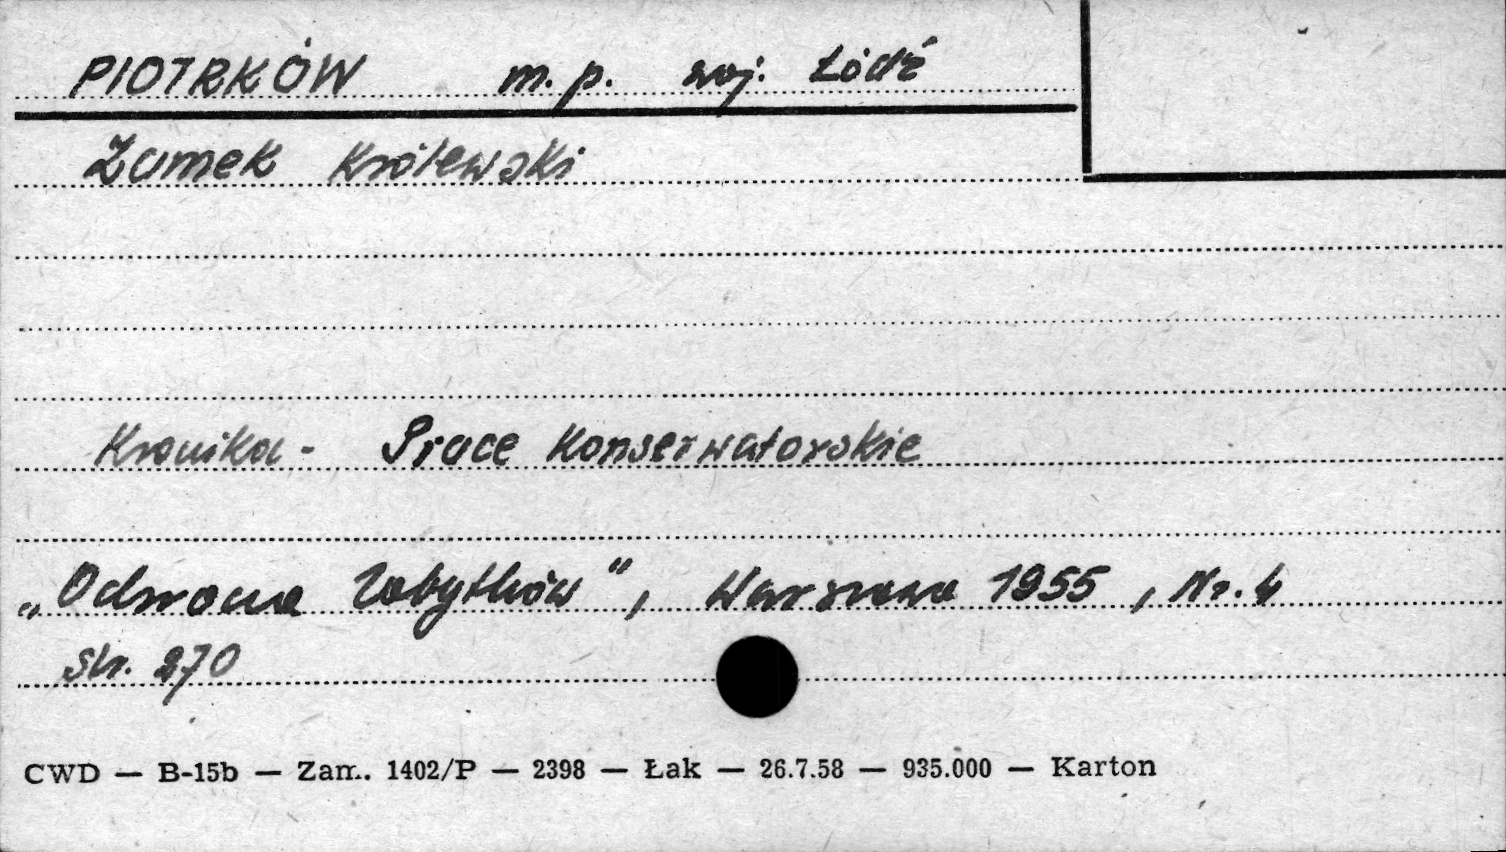 PIOTRKÓW m. p. woj. Łódź
Zamek Królewski
Kronika - Prace Konserwatorskie
„Ochrona Zabytków", Warszawa 1955, Nr. 4
str. 270
CWD — B-15b — Zam. 1402/P — 2398 — Łak — 26.7.58 — 935.000 — Karton